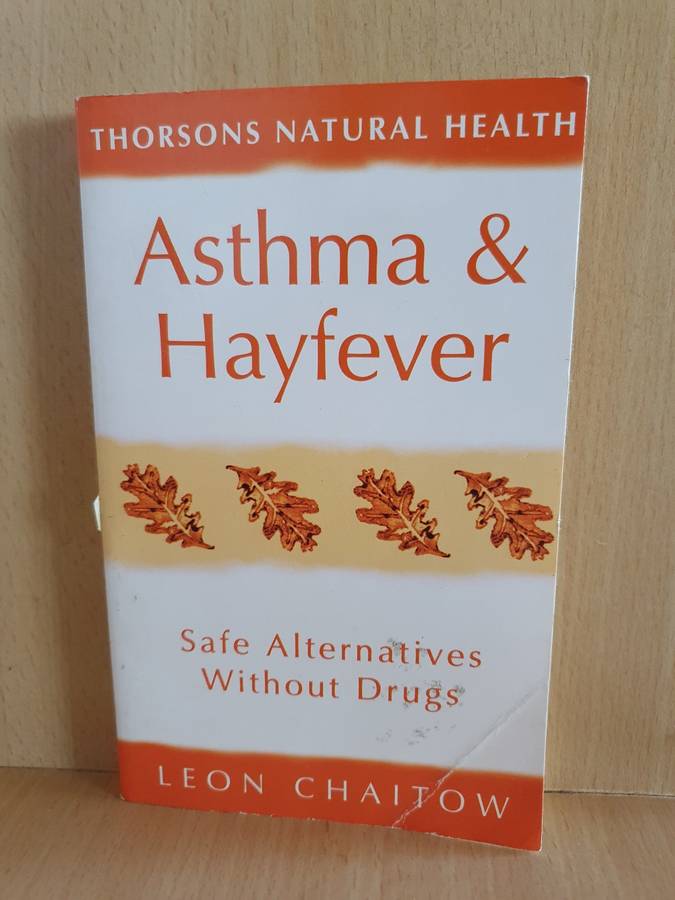 THORSONS NATURAL HEALTH
Asthma &
Hayfever
Safe Alternatives
Without Drugs
LEON CHAITOW